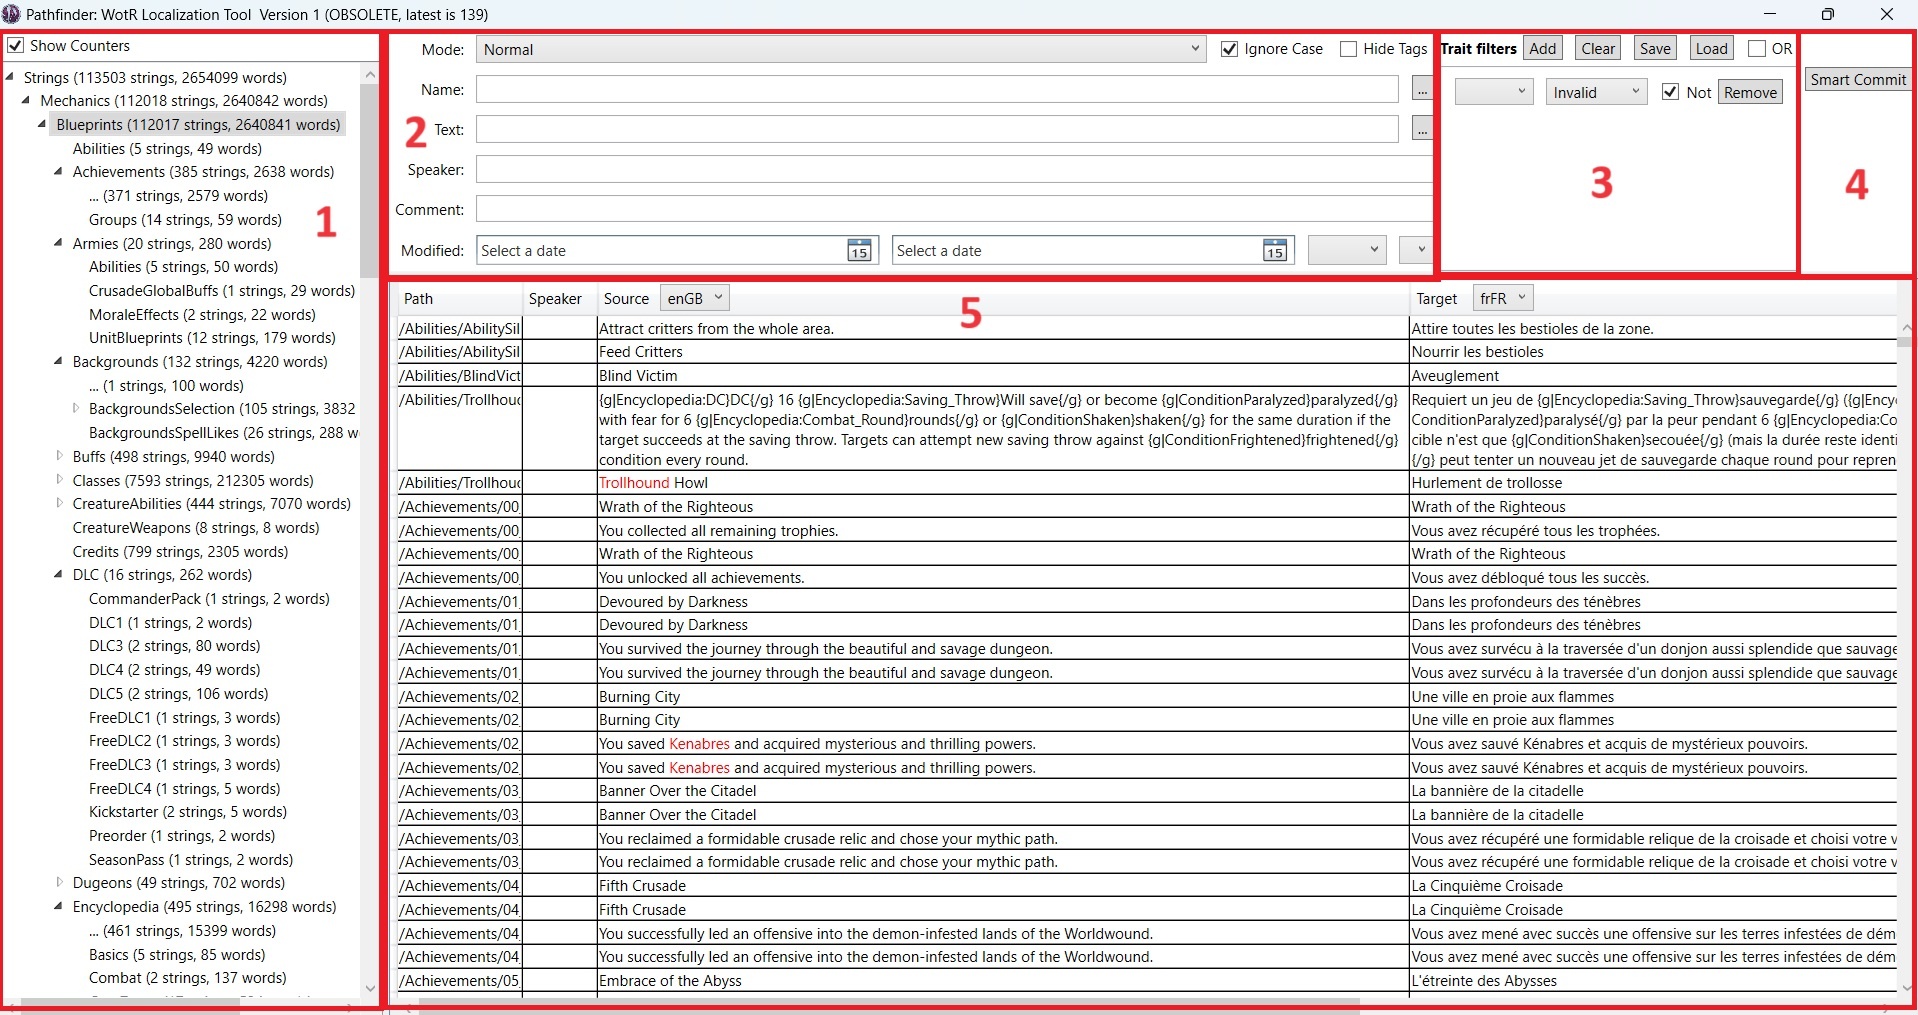 Pathfinder: WotR Localization Tool Version 1 (OBSOLETE, latest is 139)
Show Counters
Strings (113503 strings, 2654099 words)
Mechanics (112018 strings, 2640842 words)
Blueprints (112017 strings, 2640841 words)
Abilities (5 strings, 49 words)
Achievements (385 strings, 2638 words)
... (371 strings, 2579 words)
Groups (14 strings, 59 words)
Armies (20 strings, 280 words)
Abilities (5 strings, 50 words)
CrusadeGlobalBuffs (1 strings, 29 words)
MoraleEffects (2 strings, 22 words)
UnitBlueprints (12 strings, 179 words)
Backgrounds (132 strings, 4220 words)
... (1 strings, 100 words)
BackgroundsSelection (105 strings, 3832
BackgroundsSpellLikes (26 strings, 288 w
Buffs (498 strings, 9940 words)
Classes (7593 strings, 212305 words)
CreatureAbilities (444 strings, 7070 words)
CreatureWeapons (8 strings, 8 words)
Credits (799 strings, 2305 words)
DLC (16 strings, 262 words)
CommanderPack (1 strings, 2 words)
DLC1 (1 strings, 2 words)
DLC3 (2 strings, 80 words)
DLC4 (2 strings, 49 words)
DLC5 (2 strings, 106 words)
FreeDLC1 (1 strings, 3 words)
FreeDLC2 (1 strings, 3 words)
FreeDLC3 (1 strings, 3 words)
FreeDLC4 (1 strings, 5 words)
Kickstarter (2 strings, 5 words)
Preorder (1 strings, 2 words)
SeasonPass (1 strings, 2 words)
Dugeons (49 strings, 702 words)
Encyclopedia (495 strings, 16298 words)
... (461 strings, 15399 words)
Basics (5 strings, 85 words)
Combat (2 strings, 137 words)
1
Mode: Normal Ignore Case Hide Tags
Name: ...
2 Text: ...
Speaker:
Comment:
Modified: Select a date 15 Select a date 15
Trait filters Add Clear Save Load OR
Invalid Not Remove
3
Smart Commit
4
Path Speaker Source enGB 5 Target frFR
/Abilities/AbilitySil Attract critters from the whole area. Attire toutes les bestioles de la zone.
/Abilities/AbilitySil Feed Critters Nourrir les bestioles
/Abilities/BlindVict Blind Victim Aveuglement
/Abilities/Trollhou {g|Encyclopedia:DC}DC{/g} 16 {g|Encyclopedia:Saving_Throw}Will save{/g} or become {g|ConditionParalyzed}paralyzed{/g} Requiert un jeu de {g|Encyclopedia:Saving_Throw}sauvegarde{/g} ({g|Ency
with fear for 6 {g|Encyclopedia:Combat_Round}rounds{/g} or {g|ConditionShaken}shaken{/g} for the same duration if the ConditionParalyzed}paralysé{/g} par la peur pendant 6 {g|Encyclopedia:Co
target succeeds at the saving throw. Targets can attempt new saving throw against {g|ConditionFrightened}frightened{/g} cible n'est que {g|ConditionShaken}secouée{/g} (mais la durée reste identi
condition every round. {/g} peut tenter un nouveau jet de sauvegarde chaque round pour repren
/Abilities/Trollhou Trollhound Howl Hurlement de trollosse
/Achievements/00 Wrath of the Righteous Wrath of the Righteous
/Achievements/00 You collected all remaining trophies. Vous avez récupéré tous les trophées.
/Achievements/00 Wrath of the Righteous Wrath of the Righteous
/Achievements/00 You unlocked all achievements. Vous avez débloqué tous les succès.
/Achievements/01 Devoured by Darkness Dans les profondeurs des ténèbres
/Achievements/01 Devoured by Darkness Dans les profondeurs des ténèbres
/Achievements/01 You survived the journey through the beautiful and savage dungeon. Vous avez survécu à la traversée d'un donjon aussi splendide que sauvage
/Achievements/01 You survived the journey through the beautiful and savage dungeon. Vous avez survécu à la traversée d'un donjon aussi splendide que sauvage
/Achievements/02 Burning City Une ville en proie aux flammes
/Achievements/02 Burning City Une ville en proie aux flammes
/Achievements/02 You saved Kenabres and acquired mysterious and thrilling powers. Vous avez sauvé Kénabres et acquis de mystérieux pouvoirs.
/Achievements/02 You saved Kenabres and acquired mysterious and thrilling powers. Vous avez sauvé Kénabres et acquis de mystérieux pouvoirs.
/Achievements/03 Banner Over the Citadel La bannière de la citadelle
/Achievements/03 Banner Over the Citadel La bannière de la citadelle
/Achievements/03 You reclaimed a formidable crusade relic and chose your mythic path. Vous avez récupéré une formidable relique de la croisade et choisi votre v
/Achievements/03 You reclaimed a formidable crusade relic and chose your mythic path. Vous avez récupéré une formidable relique de la croisade et choisi votre v
/Achievements/04 Fifth Crusade La Cinquième Croisade
/Achievements/04 Fifth Crusade La Cinquième Croisade
/Achievements/04 You successfully led an offensive into the demon-infested lands of the Worldwound. Vous avez mené avec succès une offensive sur les terres infestées de dém
/Achievements/04 You successfully led an offensive into the demon-infested lands of the Worldwound. Vous avez mené avec succès une offensive sur les terres infestées de dém
/Achievements/05 Embrace of the Abyss L'étreinte des Abysses